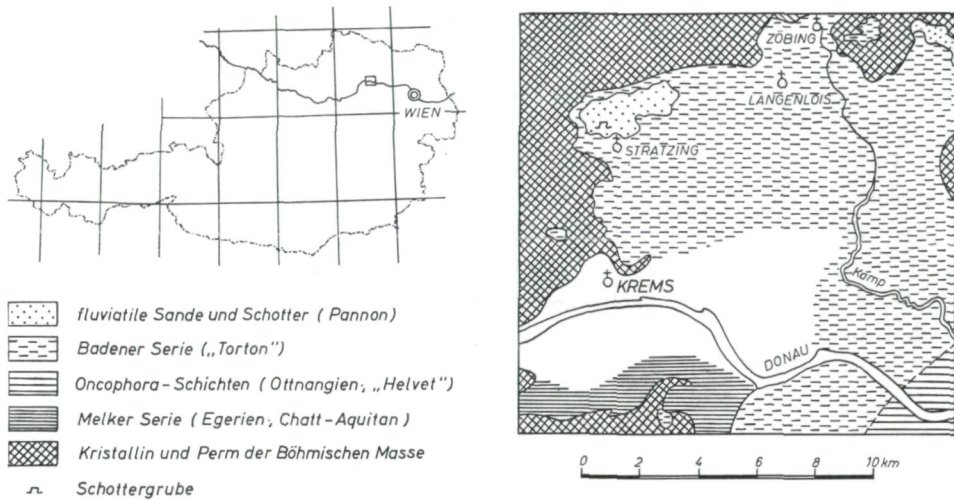 WIEN
fluviatile Sande und Schotter ( Pannon)
Badener Serie („Torton")
Oncophora-Schichten ( Ottnangien; „Helvet")
Melker Serie ( Egerien; Chatt-Aquitan)
Kristallin und Perm der Böhmischen Masse
Schottergrube
ZÖBING
LANGENLOIS
STRATZING
KREMS
Kamp
DONAU
0 2 4 6 8 10 km